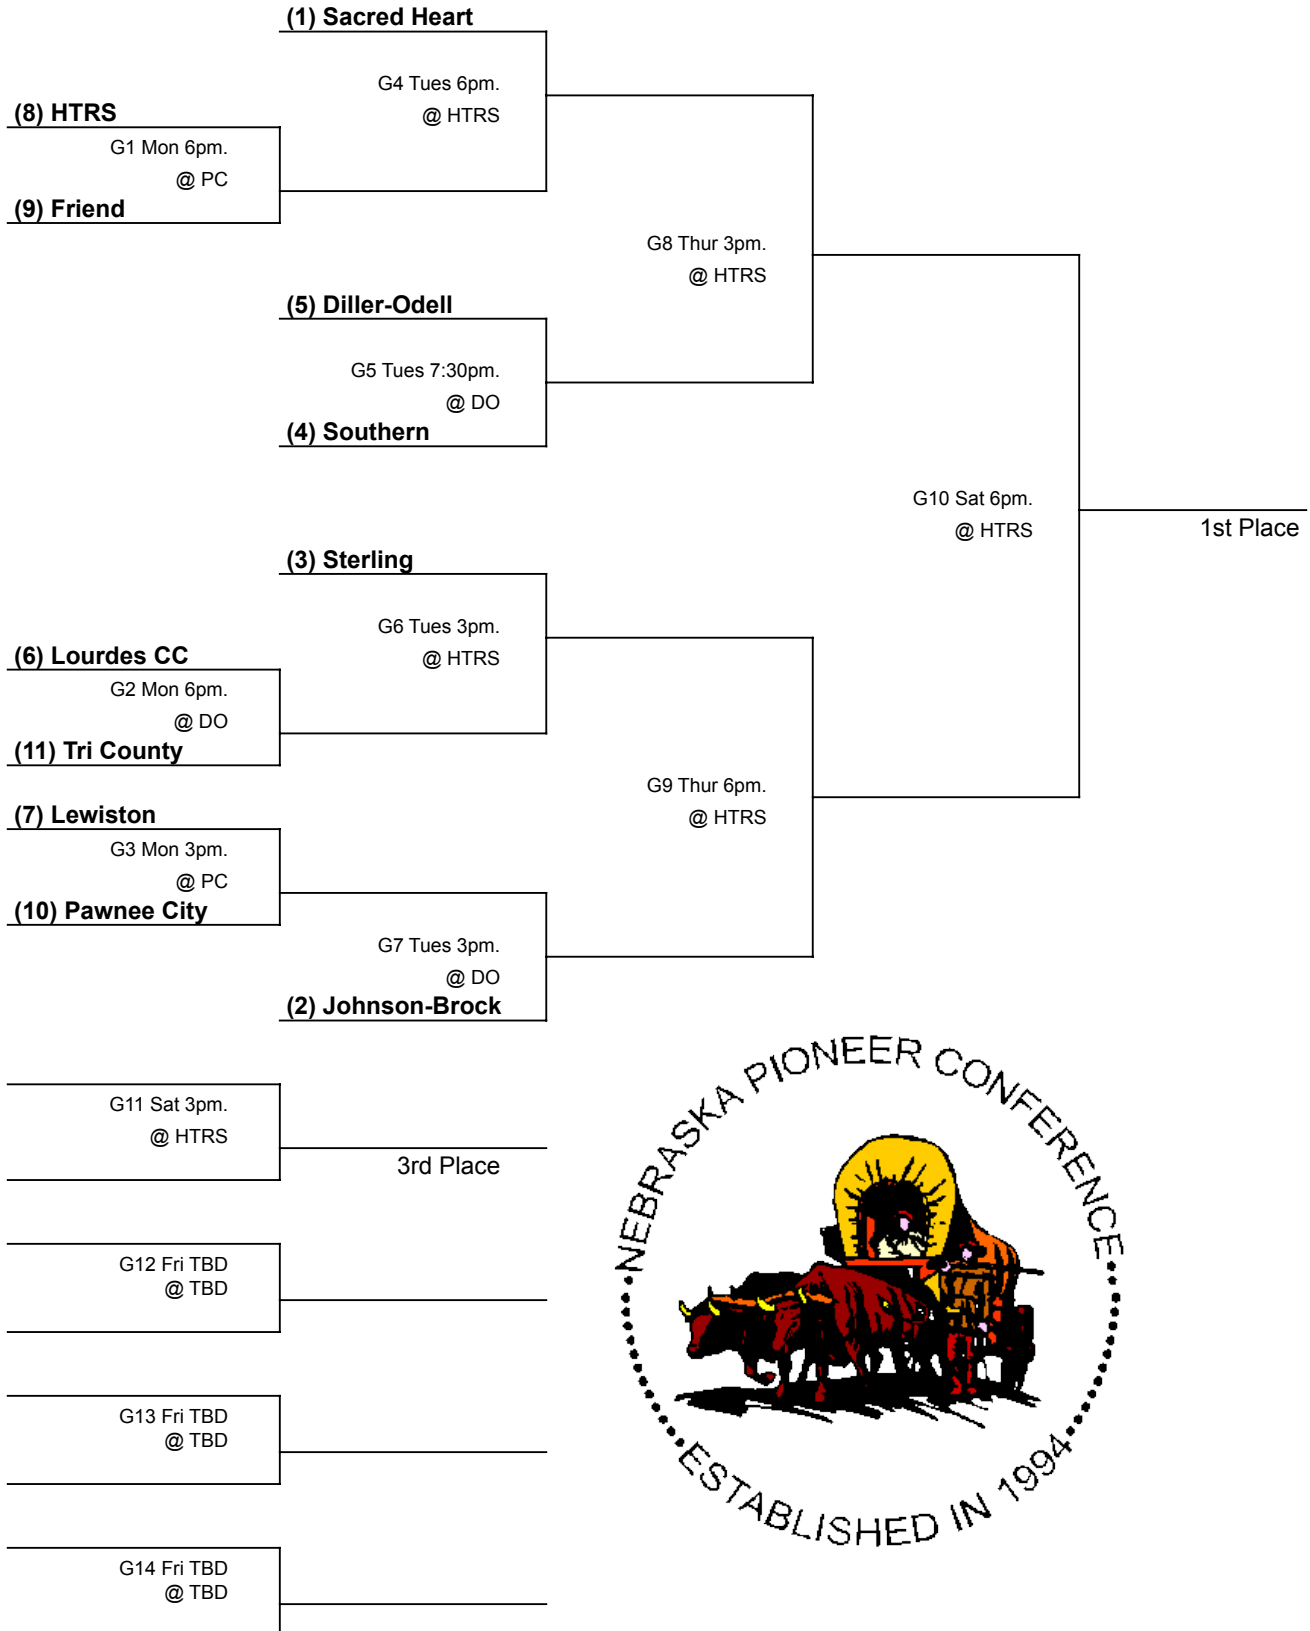 (1) Sacred Heart
G4 Tues 6pm.
@ HTRS
(8) HTRS
G1 Mon 6pm.
@ PC
(9) Friend
G8 Thur 3pm.
@ HTRS
(5) Diller-Odell
G5 Tues 7:30pm.
@ DO
(4) Southern
G10 Sat 6pm.
@ HTRS
1st Place
(3) Sterling
G6 Tues 3pm.
@ HTRS
(6) Lourdes CC
G2 Mon 6pm.
@ DO
(11) Tri County
G9 Thur 6pm.
@ HTRS
(7) Lewiston
G3 Mon 3pm.
@ PC
(10) Pawnee City
G7 Tues 3pm.
@ DO
(2) Johnson-Brock
G11 Sat 3pm.
@ HTRS
3rd Place
G12 Fri TBD
@ TBD
G13 Fri TBD
@ TBD
G14 Fri TBD
@ TBD
NEBRASKA PIONEER CONFERENCE
ESTABLISHED IN 1994